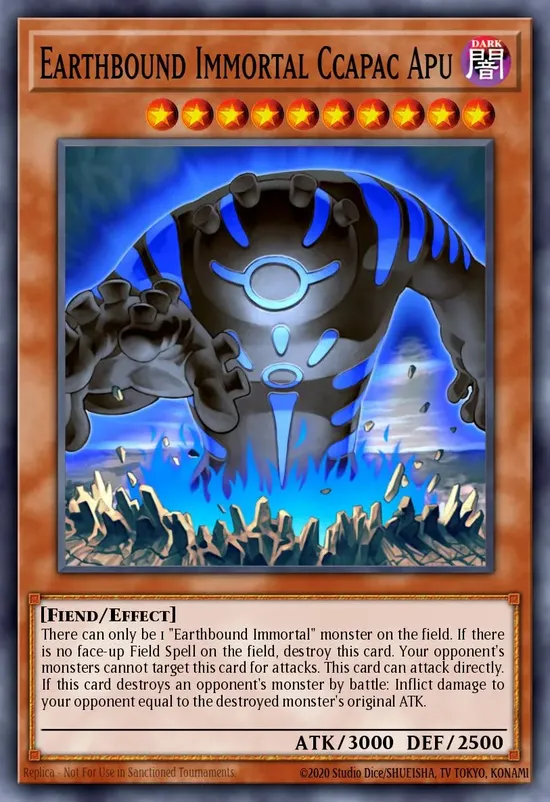 EARTHBOUND IMMORTAL CCAPAC APU
DARK
闇
[FIEND/EFFECT]
There can only be 1 "Earthbound Immortal" monster on the field. If there
is no face-up Field Spell on the field, destroy this card. Your opponent's
monsters cannot target this card for attacks. This card can attack directly.
If this card destroys an opponent's monster by battle: Inflict damage to
your opponent equal to the destroyed monster's original ATK.
ATK/3000 DEF/2500
Replica - Not For Use in Sanctioned Tournaments
©2020 Studio Dice/SHUEISHA, TV TOKYO, KONAMI